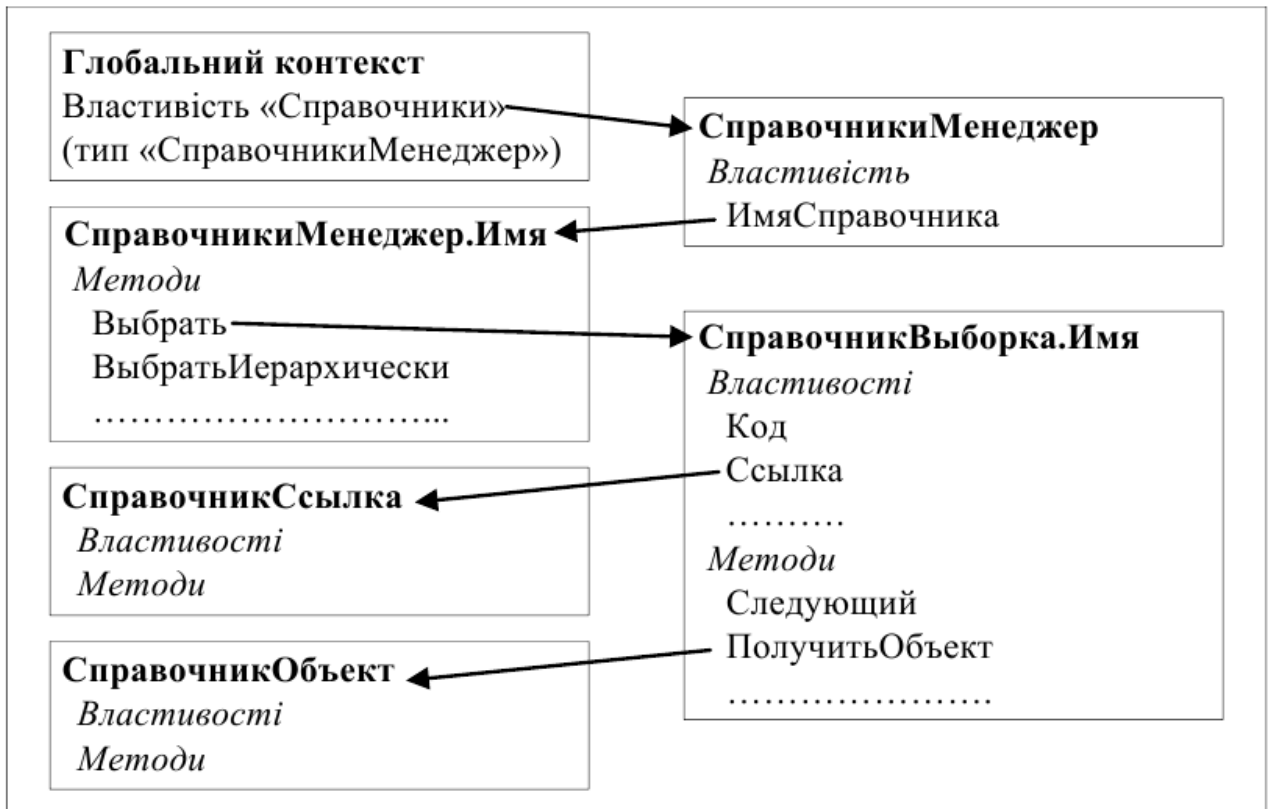 Глобальний контекст
Властивість «Справочники»
(тип «СправочникиМенеджер»)
СправочникиМенеджер
Властивість
ИмяСправочника
СправочникиМенеджер.Имя
Методи
Выбрать
ВыбратьИерархически
…………………………...
СправочникВыборка.Имя
Властивості
Код
Ссылка
……….
Методи
Следующий
ПолучитьОбъект
………………….
СправочникСсылка
Властивості
Методи
СправочникОбъект
Властивості
Методи